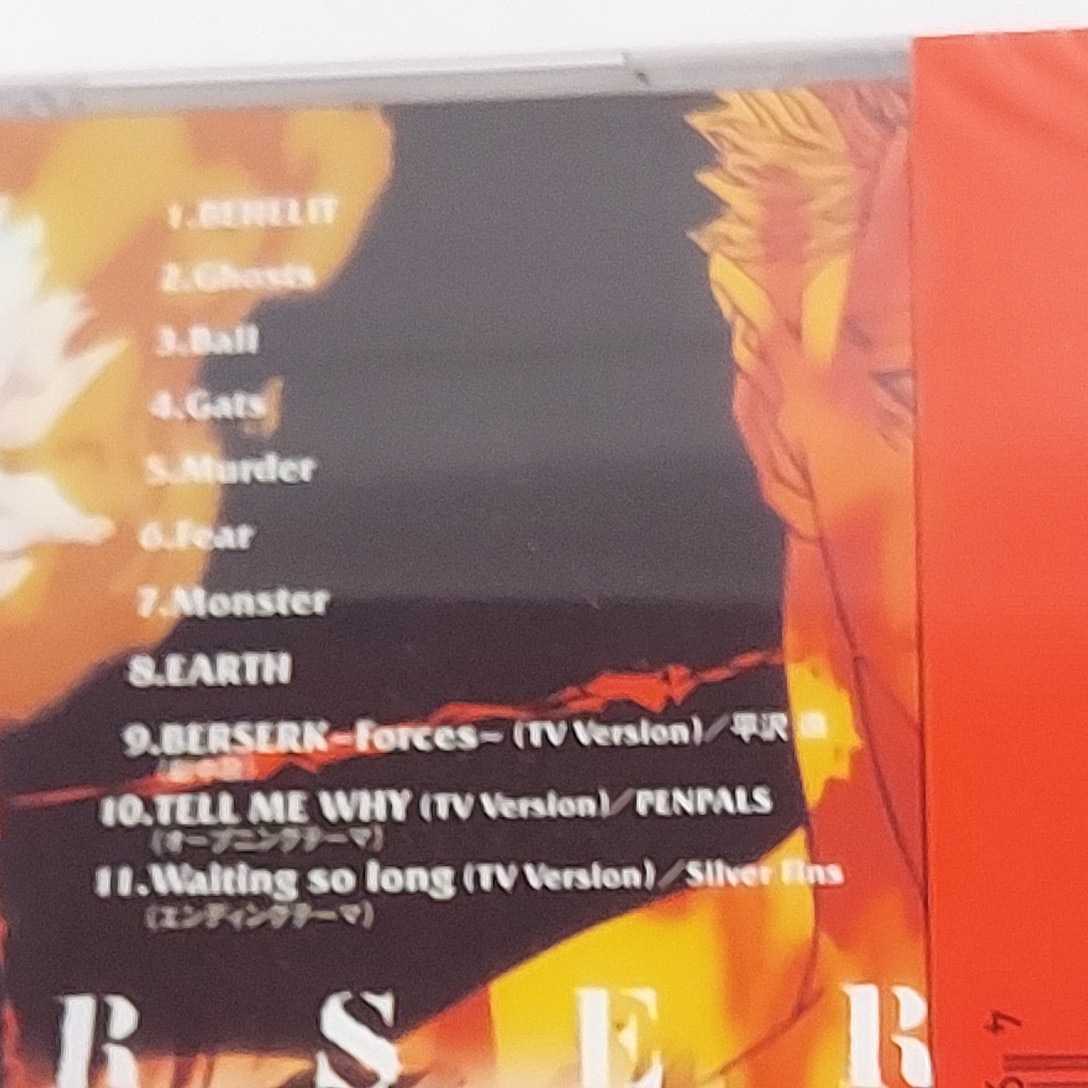 1.BEHELIT
2.Ghosts
3.Ball
4.Gats
5.Murder
6.Fear
7.Monster
8.EARTH
9.BERSERK~Forces~(TV Version)／平沢 進
10.TELL ME WHY (TV Version)／PENPALS
(オープニングテーマ)
11.Waiting so long (TV Version)／Silver Fins
(エンディングテーマ)
R S E R
4